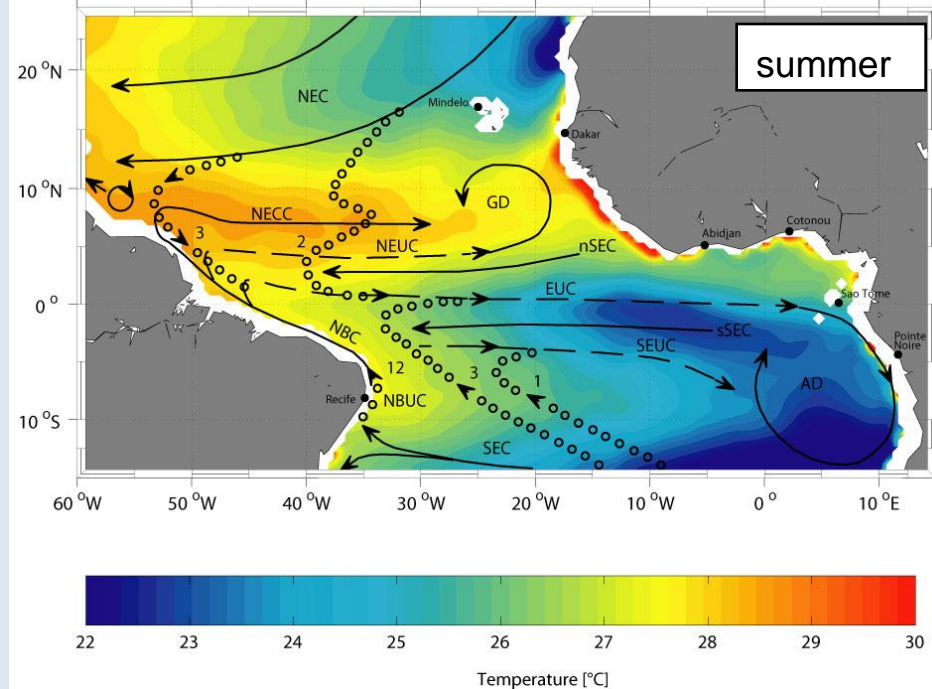 summer
20 °N
NEC
Mindelo
Dakar
10 °N
GD
NECC
Cotonou
3
2
NEUC
Abidjan
nSEC
0 °
EUC
Sao Tome
NBC
sSEC
Pointe
Noire
SEUC
12
3
1
AD
Recife
NBUC
10 °S
SEC
60 °W
50 °W
40 °W
30 °W
20 °W
10 °W
0 °
10 °E
22
23
24
25
26
27
28
29
30
Temperature [°C]